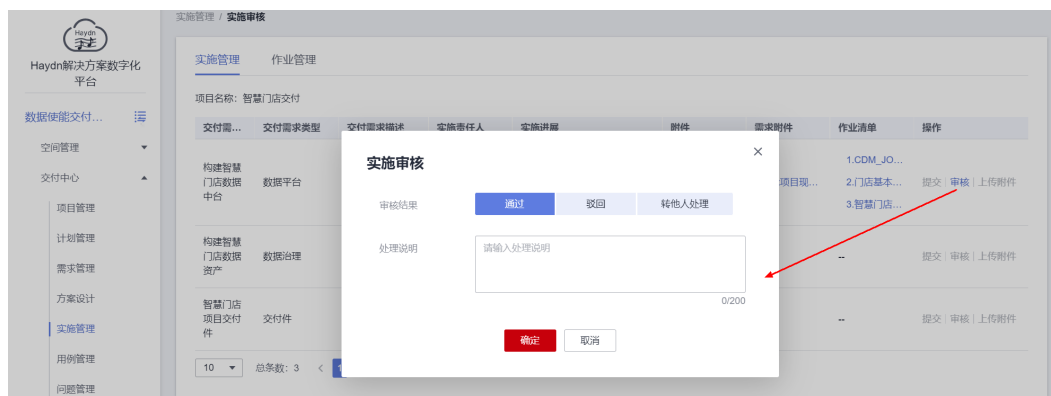 实施管理 / 实施审核
Haydn
Haydn解决方案数字化
平台
数据使能交付...
空间管理
交付中心
项目管理
计划管理
需求管理
方案设计
实施管理
用例管理
问题管理
实施管理 作业管理
项目名称: 智慧门店交付
交付需... 交付需求类型 交付需求描述 实施责任人 实施进展 附件 需求附件 作业清单 操作
构建智慧
门店数据
中台
数据平台
项目现...
1.CDM_JO...
2.门店基本...
3.智慧门店...
提交 | 审核 | 上传附件
构建智慧
门店数据
资产
数据治理
--
提交 | 审核 | 上传附件
智慧门店
项目交付
件
交付件
--
提交 | 审核 | 上传附件
10 总条数: 3 < 1
实施审核 ×
审核结果 通过 驳回 转他人处理
处理说明 请输入处理说明
0/200
确定 取消